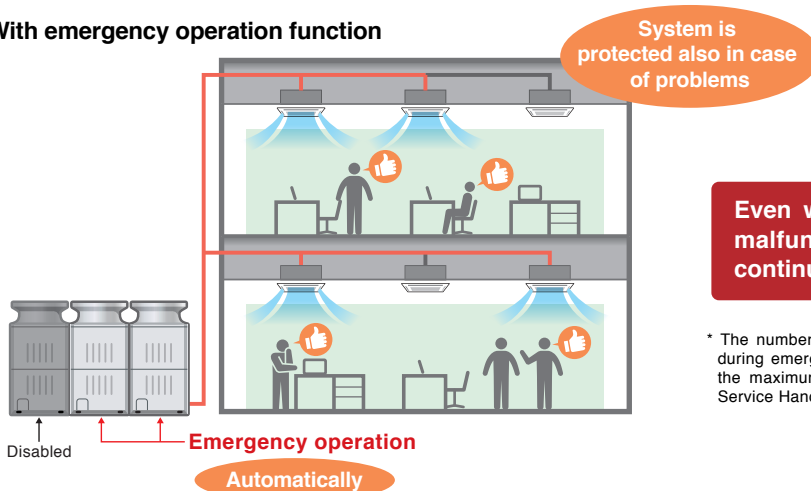 With emergency operation function
System is
protected also in case
of problems
Even w
malfun
continu
* The number
during emerg
the maximum
Service Hand
Disabled
Emergency operation
Automatically